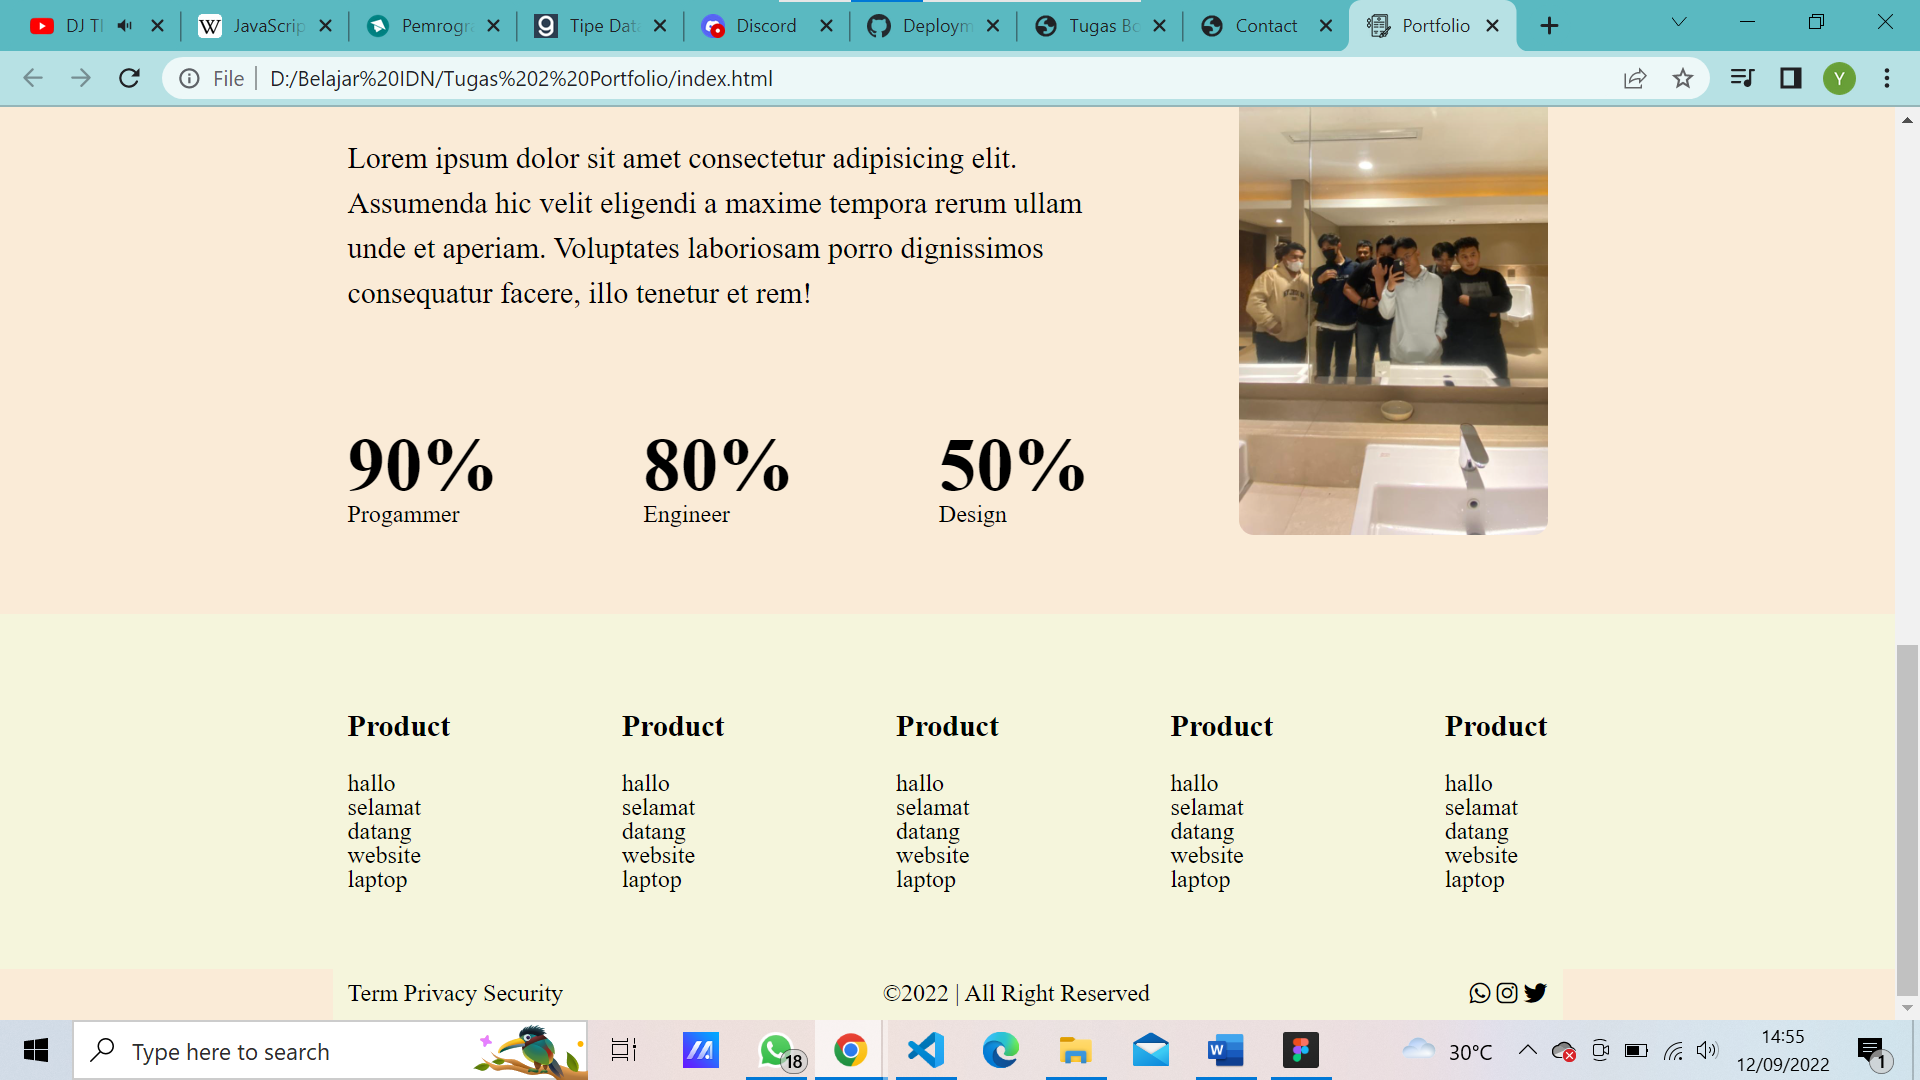 DJ Tl
JavaScrip
Pemrogra
Tipe Data
Discord
Deploym
Tugas Bo
Contact
Portfolio
File
D:/Belajar%20IDN/Tugas%202%20Portfolio/index.html
Y
Lorem ipsum dolor sit amet consectetur adipisicing elit.
Assumenda hic velit eligendi a maxime tempora rerum ullam
unde et aperiam. Voluptates laboriosam porro dignissimos
consequatur facere, illo tenetur et rem!
90% 80% 50%
Progammer Engineer Design
Product Product Product Product Product
hallo hallo hallo hallo hallo
selamat selamat selamat selamat selamat
datang datang datang datang datang
website website website website website
laptop laptop laptop laptop laptop
Term Privacy Security ©2022 | All Right Reserved
Type here to search
18
30°C
14:55
12/09/2022
1